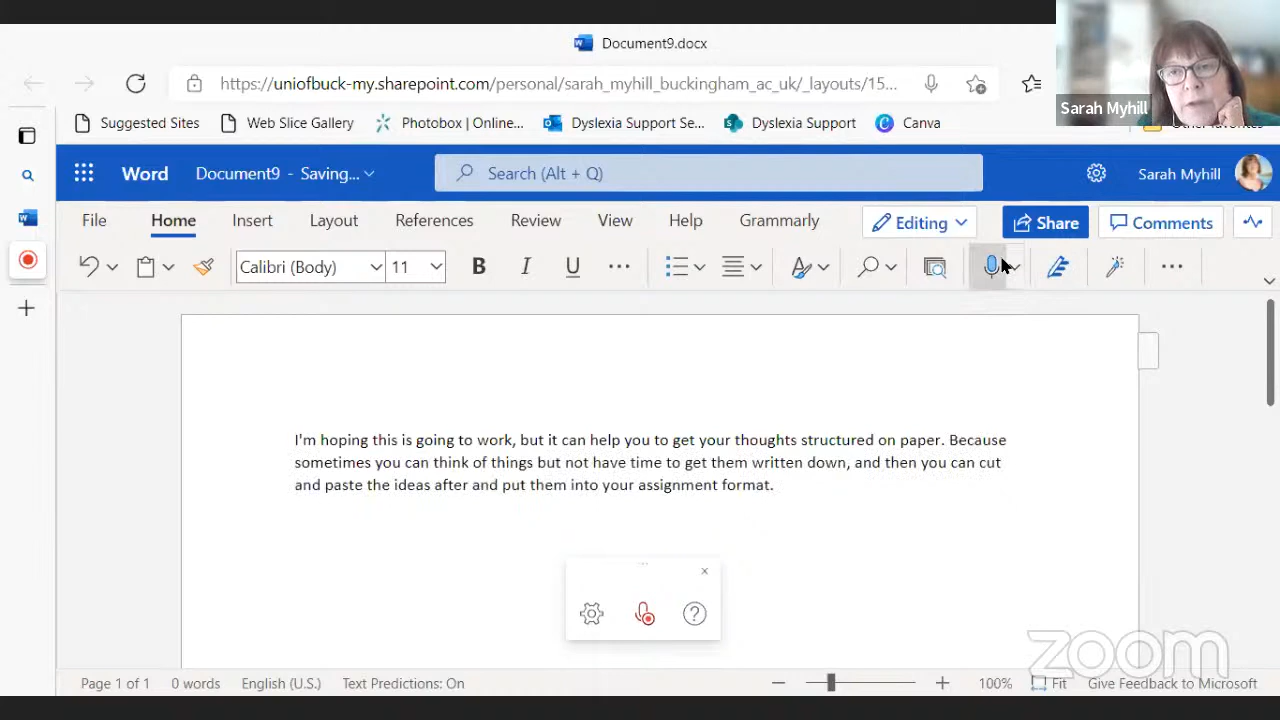 Document9.docx
https://uniofbuck-my.sharepoint.com/personal/sarah_myhill_buckingham_ac_uk/_layouts/15...
Sarah Myhill
Suggested Sites Web Slice Gallery Photobox | Online... Dyslexia Support Se... Dyslexia Support Canva
Word Document9 - Saving... Search (Alt + Q) Sarah Myhill
File Home Insert Layout References Review View Help Grammarly Editing Share Comments
Calibri (Body) 11 B I U ...
I'm hoping this is going to work, but it can help you to get your thoughts structured on paper. Because
sometimes you can think of things but not have time to get them written down, and then you can cut
and paste the ideas after and put them into your assignment format.
zoom
Page 1 of 1 0 words English (U.S.) Text Predictions: On 100% Fit Give Feedback to Microsoft